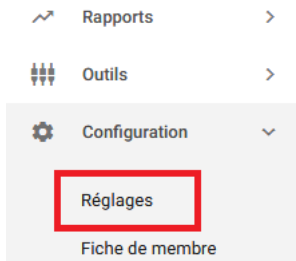 Rapports
Outils
Configuration
Réglages
Fiche de membre